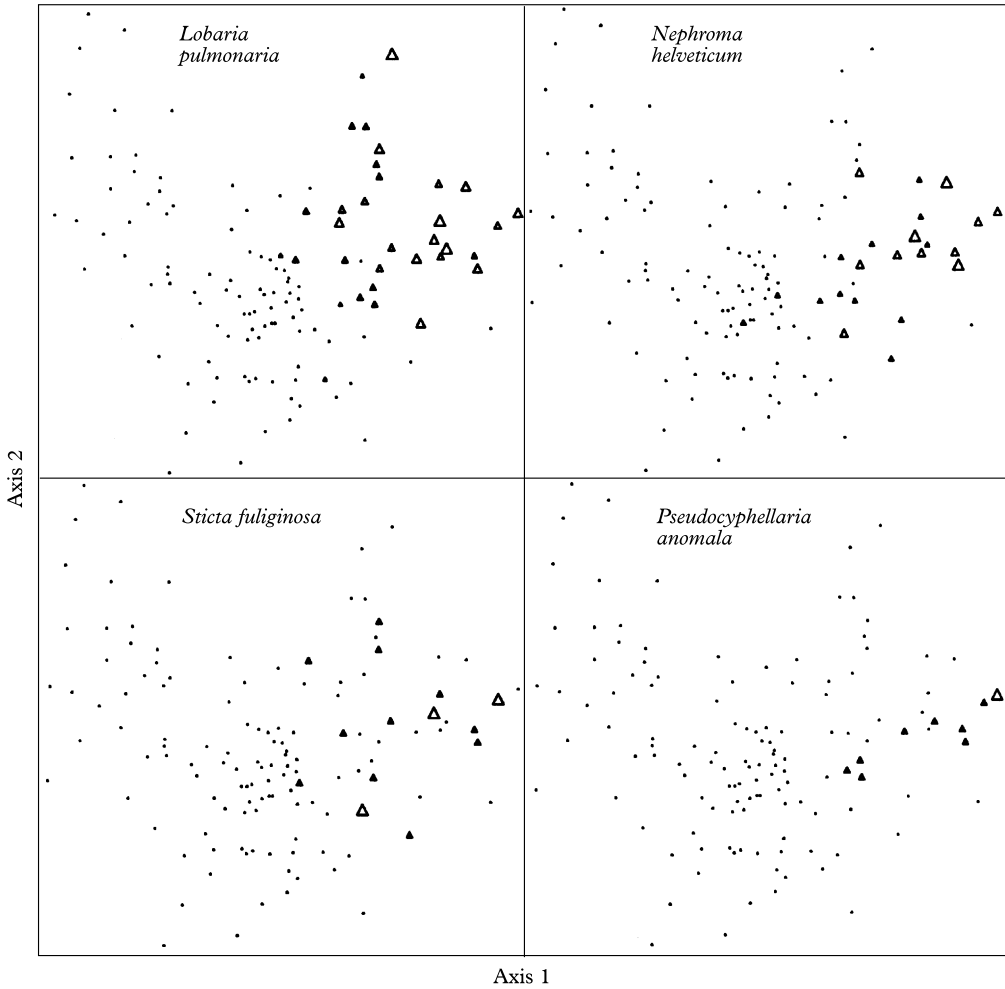 Lobaria
pulmonaria
Nephroma
helveticum
Axis 2
Sticta fuliginosa
Pseudocyphellaria
anomala
Axis 1